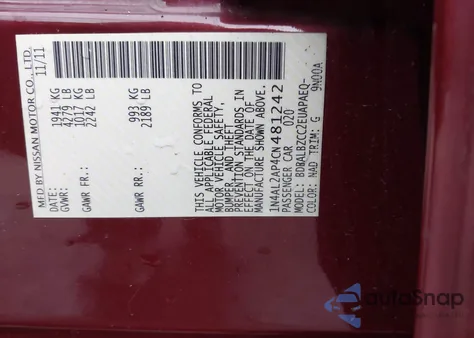 MFD BY NISSAN MOTOR CO., LTD.
11/11
DATE:
GVWR: 1941 KG
4279 LB
GAWR FR.: 1017 KG
2242 LB
GAWR RR: 993 KG
2189 LB
THIS VEHICLE CONFORMS TO
ALL APPLICABLE FEDERAL
MOTOR VEHICLE SAFETY,
BUMPER, AND THEFT
PREVENTION STANDARDS IN
EFFECT ON THE DATE OF
MANUFACTURE SHOWN ABOVE.
1N4AL2AP4CN481242
PASSENGER CAR 020
MODEL: BDBALBZCCZEUAPAEQ-
COLOR: NAD TRIM: G 9N00A
autoSnap